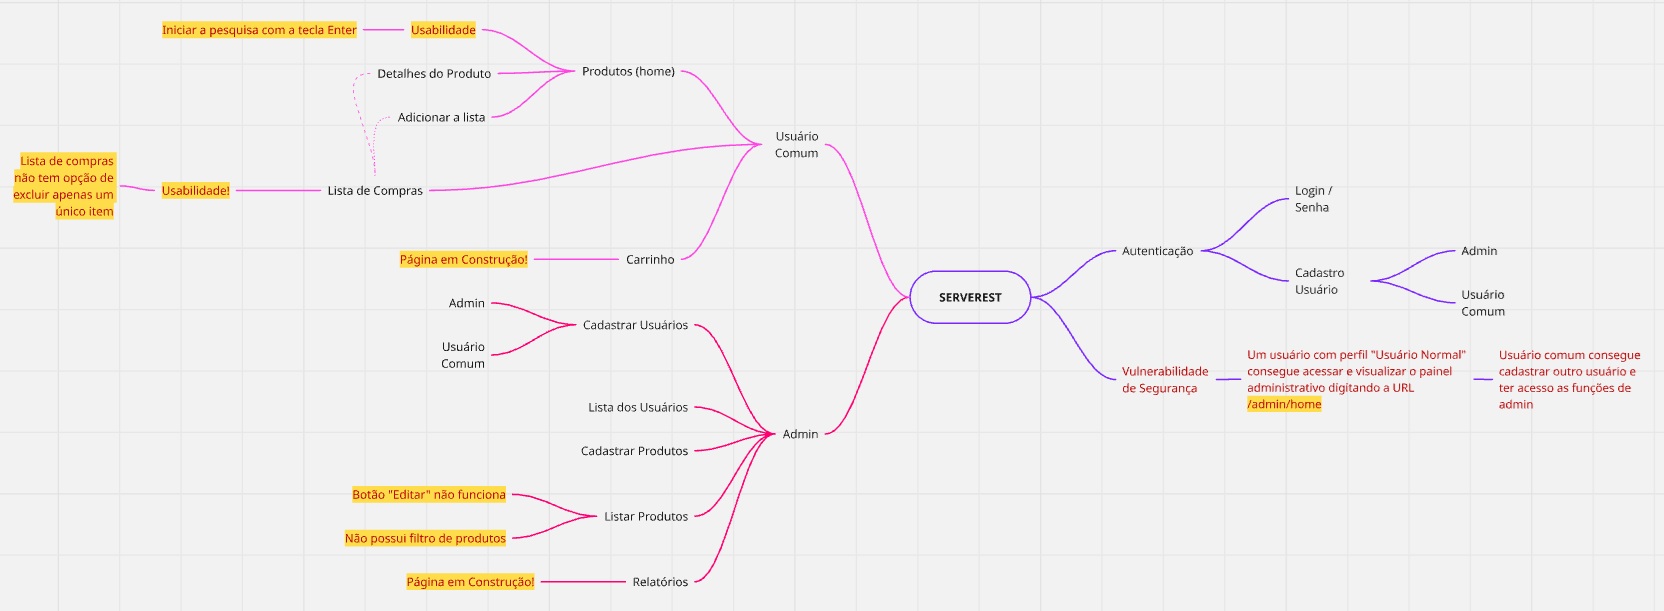 Iniciar a pesquisa com a tecla Enter
Usabilidade
Detalhes do Produto
Adicionar a lista
Produtos (home)
Lista de compras
não tem opção de
excluir apenas um
único item
Usabilidade!
Lista de Compras
Página em Construção!
Carrinho
Usuário
Comum
Admin
Usuário
Comum
Cadastrar Usuários
Lista dos Usuários
Cadastrar Produtos
Botão "Editar" não funciona
Não possui filtro de produtos
Listar Produtos
Página em Construção!
Relatórios
Admin
SERVEREST
Autenticação
Login /
Senha
Cadastro
Usuário
Admin
Usuário
Comum
Vulnerabilidade
de Segurança
Um usuário com perfil "Usuário Normal"
consegue acessar e visualizar o painel
administrativo digitando a URL
/admin/home
Usuário comum consegue
cadastrar outro usuário e
ter acesso as funções de
admin